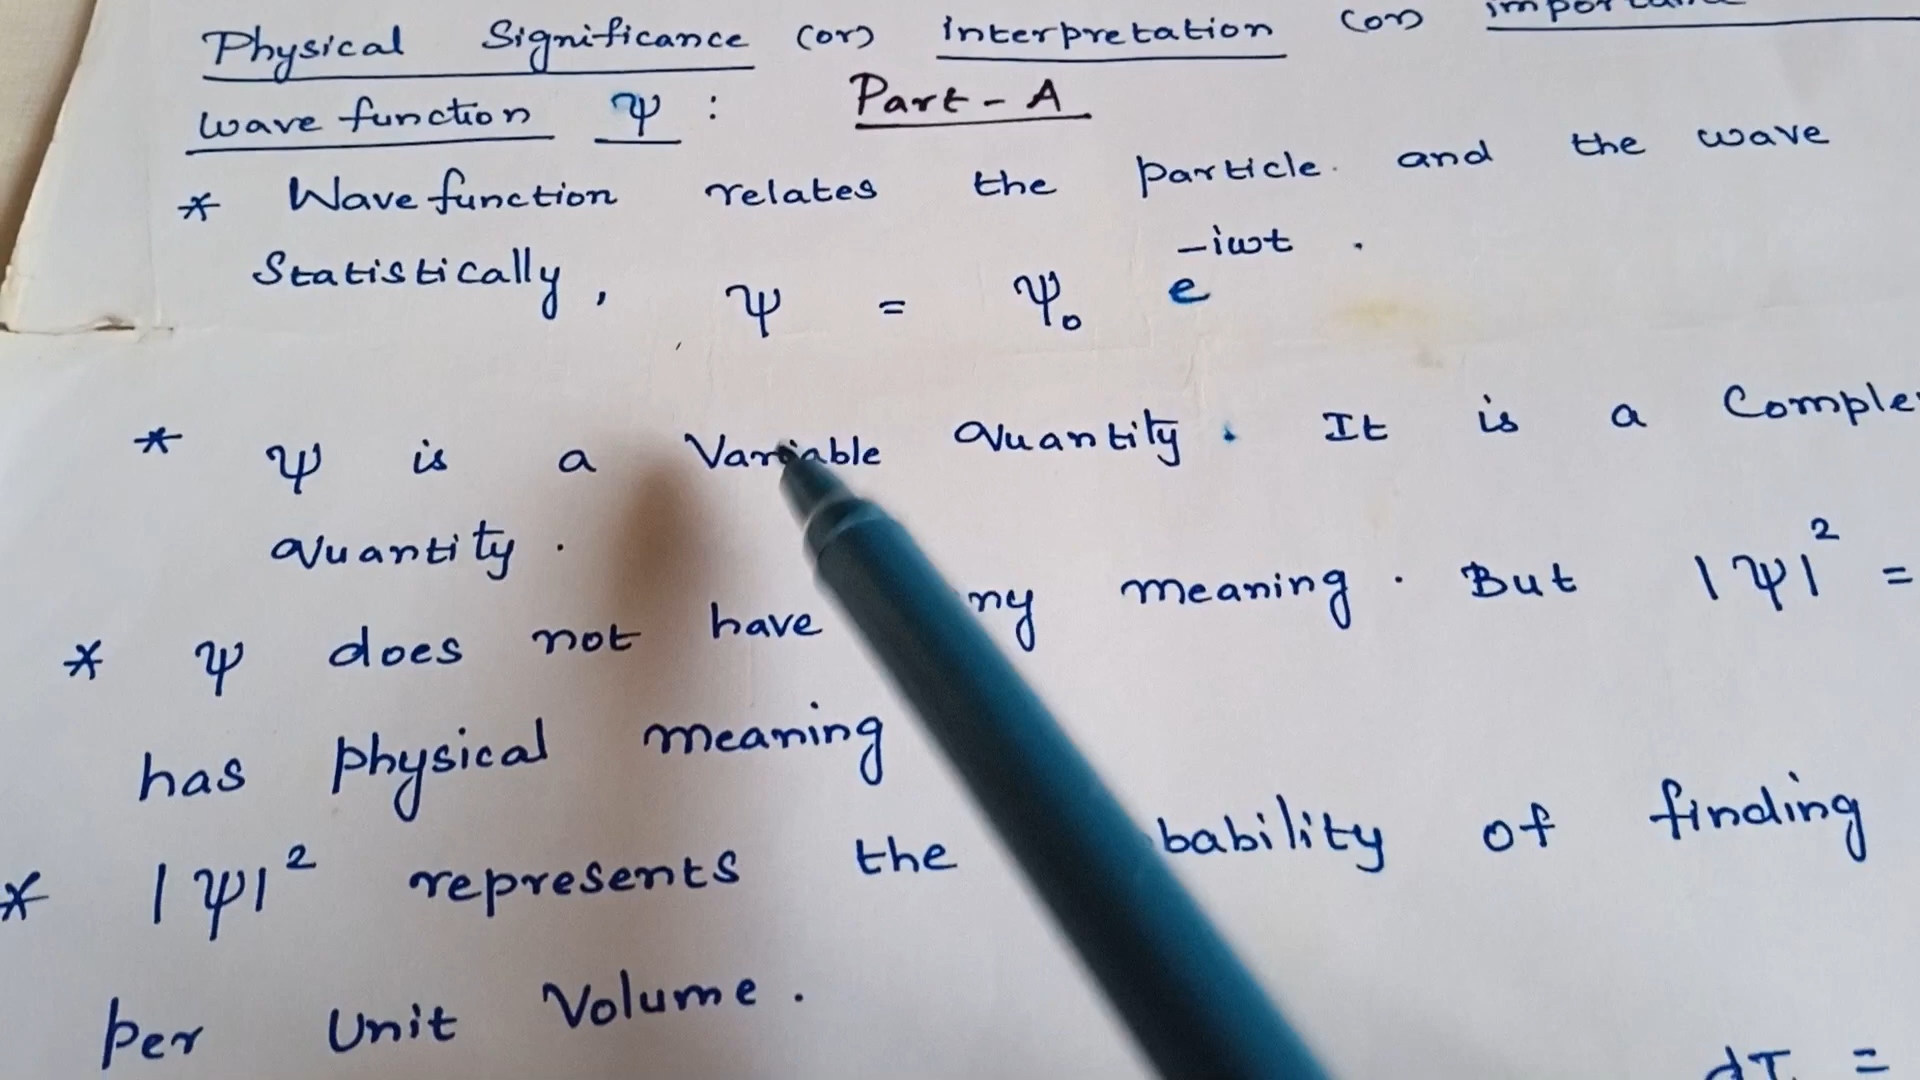 Physical Significance (or) interpretation (or)
wave function ψ : Part - A
* Wave function relates the particle. and the wave
Statistically, ψ = ψ₀ e^-iωt .
* ψ is a Variable Quantity. It is a
Quantity.
* ψ does not have meaning. But |ψ|² =
has physical meaning
* |ψ|² represents the of finding
per Unit Volume.
dτ =